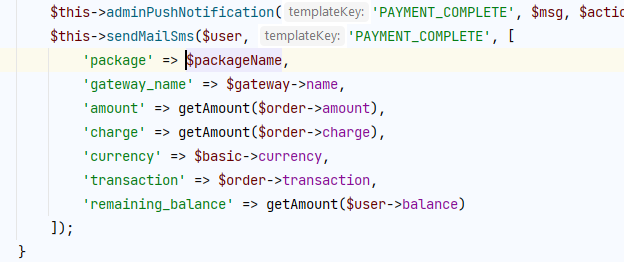 $this->adminPushNotification( templateKey: 'PAYMENT_COMPLETE', $msg, $actio
$this->sendMailSms($user, templateKey: 'PAYMENT_COMPLETE', [
'package' => $packageName,
'gateway_name' => $gateway->name,
'amount' => getAmount($order->amount),
'charge' => getAmount($order->charge),
'currency' => $basic->currency,
'transaction' => $order->transaction,
'remaining_balance' => getAmount($user->balance)
]);
}